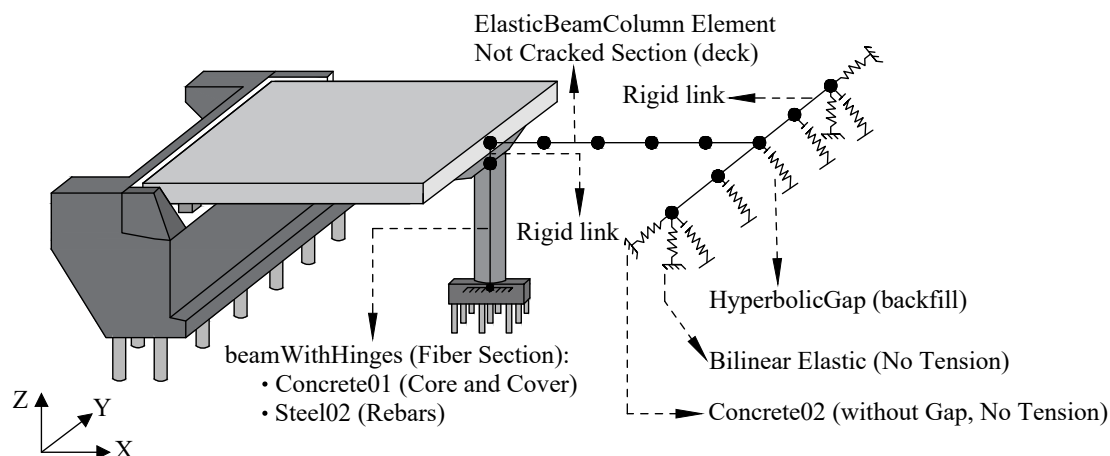 ElasticBeamColumn Element
Not Cracked Section (deck)
Rigid link
Rigid link
HyperbolicGap (backfill)
beamWithHinges (Fiber Section):
• Concrete01 (Core and Cover)
• Steel02 (Rebars)
Bilinear Elastic (No Tension)
Concrete02 (without Gap, No Tension)
Z
Y
X